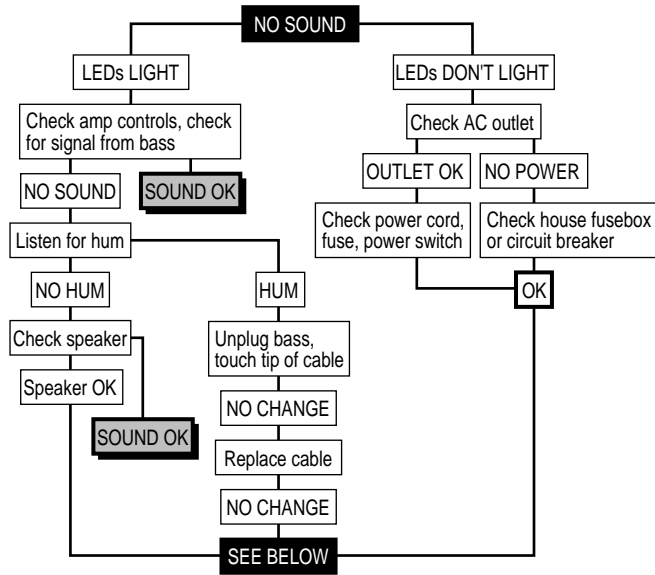 NO SOUND
LEDs LIGHT
LEDs DON'T LIGHT
Check amp controls, check
for signal from bass
Check AC outlet
NO SOUND
SOUND OK
OUTLET OK
NO POWER
Listen for hum
Check power cord,
fuse, power switch
Check house fusebox
or circuit breaker
NO HUM
HUM
OK
Check speaker
Unplug bass,
touch tip of cable
Speaker OK
NO CHANGE
SOUND OK
Replace cable
NO CHANGE
SEE BELOW